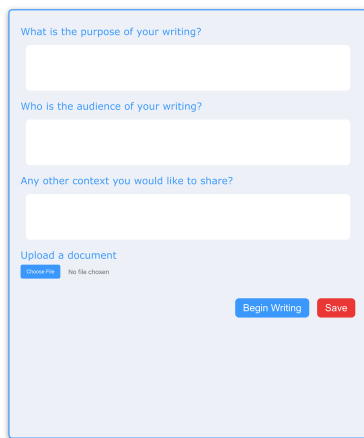 What is the purpose of your writing?
Who is the audience of your writing?
Any other context you would like to share?
Upload a document
Choose File No file chosen
Begin Writing Save